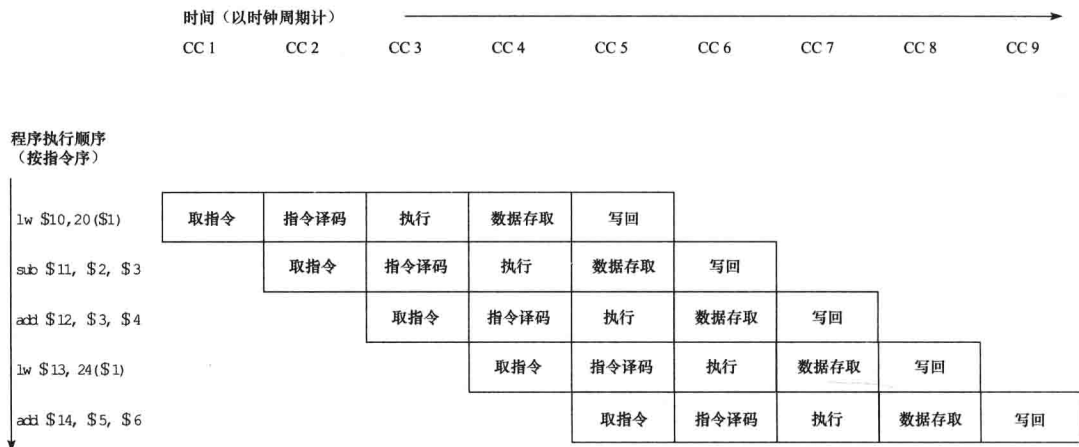 时间（以时钟周期计）
CC 1 CC 2 CC 3 CC 4 CC 5 CC 6 CC 7 CC 8 CC 9
程序执行顺序
（按指令序）
lw $10,20($1) 取指令 指令译码 执行 数据存取 写回
sub $11, $2, $3 取指令 指令译码 执行 数据存取 写回
add $12, $3, $4 取指令 指令译码 执行 数据存取 写回
lw $13, 24($1) 取指令 指令译码 执行 数据存取 写回
add $14, $5, $6 取指令 指令译码 执行 数据存取 写回